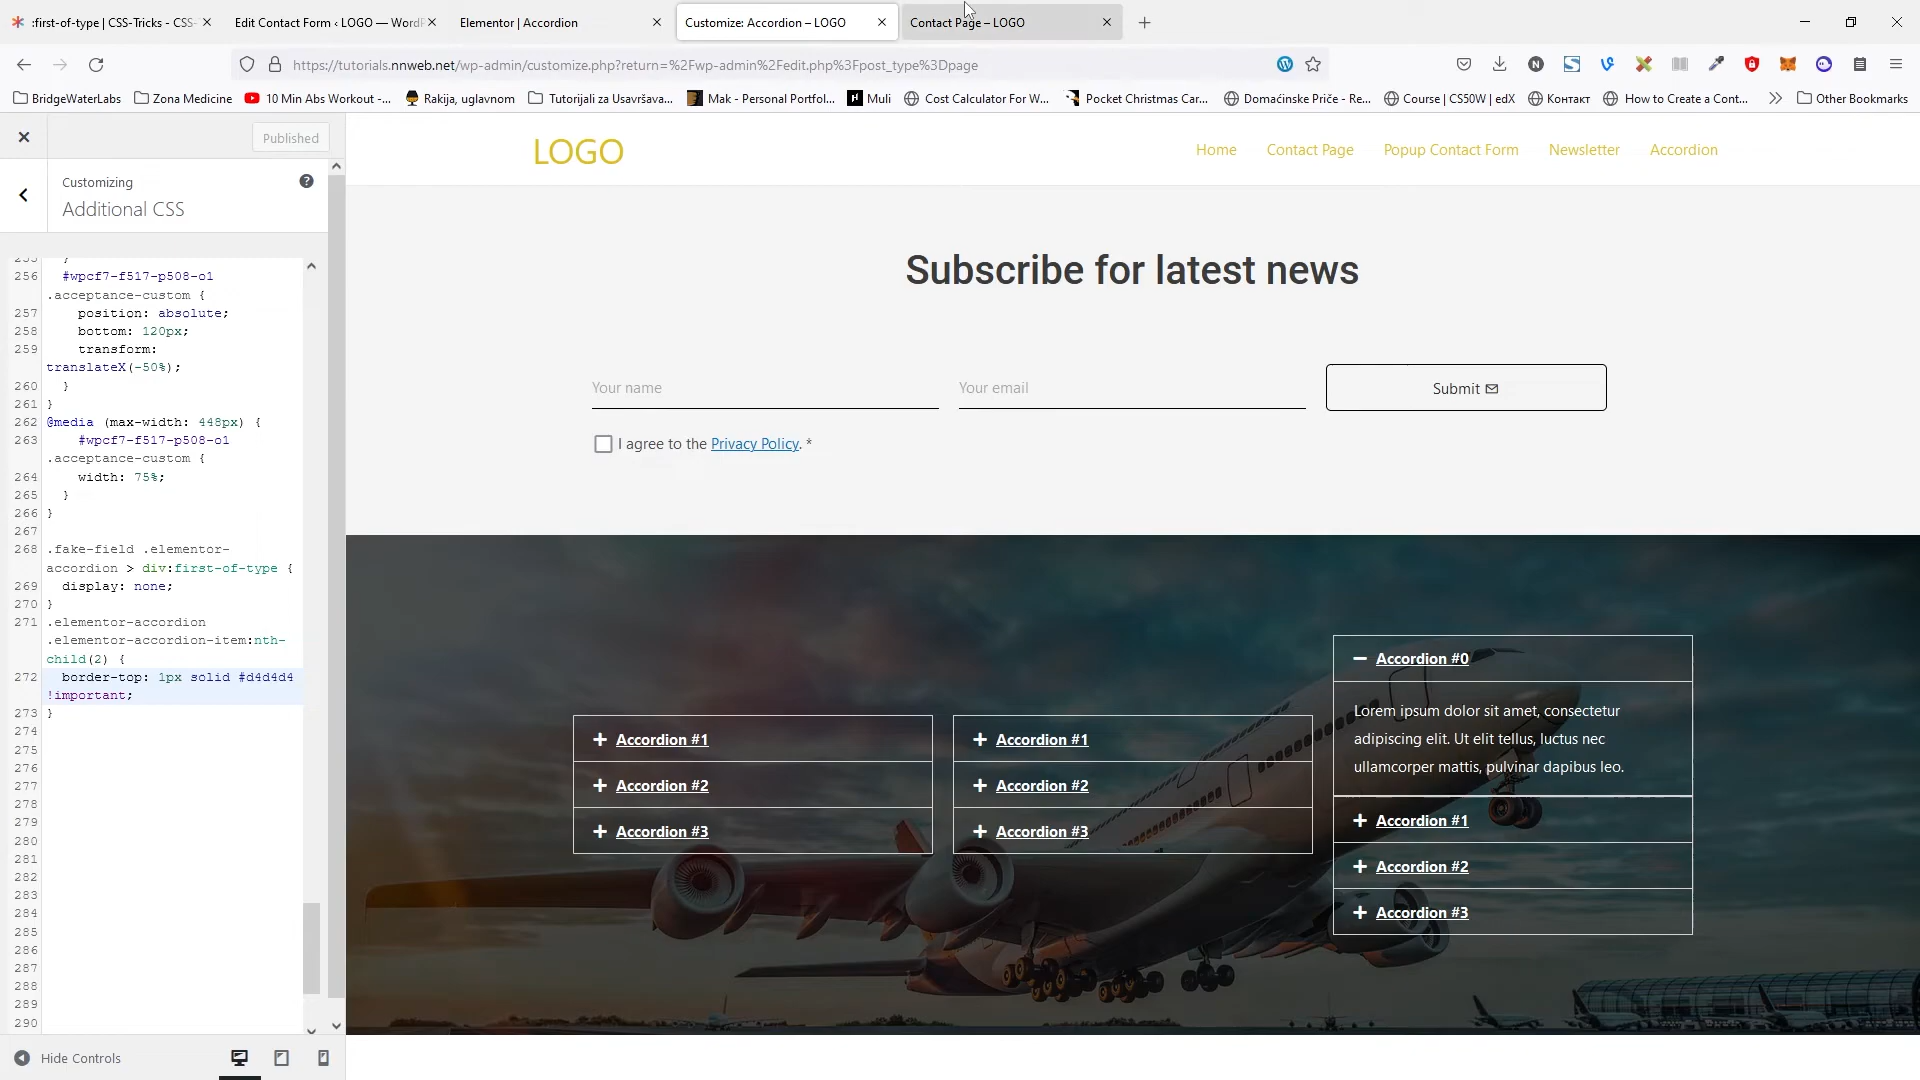 :first-of-type | CSS-Tricks - CSS-
Edit Contact Form ‹ LOGO — WordP
Elementor | Accordion
Customize: Accordion – LOGO
Contact Page – LOGO
https://tutorials.nnweb.net/wp-admin/customize.php?return=%2Fwp-admin%2Fedit.php%3Fpost_type%3Dpage
BridgeWaterLabs
Zona Medicine
10 Min Abs Workout -...
Rakija, uglavnom
Tutorijali za Usavršava...
Mak - Personal Portfol...
Muli
Cost Calculator For W...
Pocket Christmas Car...
Domaćinske Priče - Re...
Course | CS50W | edX
Контакт
How to Create a Cont...
Other Bookmarks
Published
Customizing
Additional CSS
255 }
256 #wpcf7-f517-p508-o1
.acceptance-custom {
257 position: absolute;
258 bottom: 120px;
259 transform:
translateX(-50%);
260 }
261 }
262 @media (max-width: 448px) {
263 #wpcf7-f517-p508-o1
.acceptance-custom {
264 width: 75%;
265 }
266 }
267
268 .fake-field .elementor-
accordion > div:first-of-type {
269 display: none;
270 }
271 .elementor-accordion
.elementor-accordion-item:nth-
child(2) {
272 border-top: 1px solid #d4d4d4
!important;
273 }
274
275
276
277
278
279
280
281
282
283
284
285
286
287
288
289
290
Hide Controls
LOGO
Home
Contact Page
Popup Contact Form
Newsletter
Accordion
Subscribe for latest news
Your name
Your email
Submit
I agree to the Privacy Policy. *
Accordion #1
Accordion #2
Accordion #3
Accordion #1
Accordion #2
Accordion #3
Accordion #0
Lorem ipsum dolor sit amet, consectetur
adipiscing elit. Ut elit tellus, luctus nec
ullamcorper mattis, pulvinar dapibus leo.
Accordion #1
Accordion #2
Accordion #3